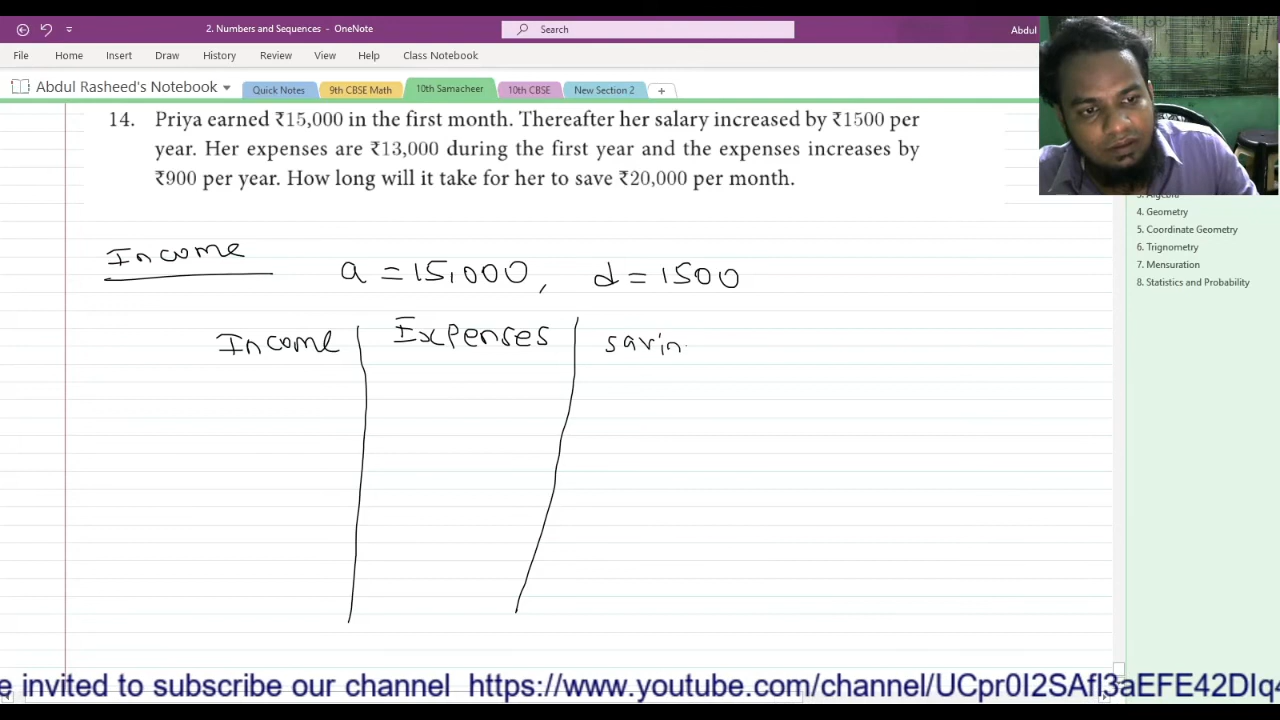 2. Numbers and Sequences - OneNote
Search
Abdul
File Home Insert Draw History Review View Help Class Notebook
Abdul Rasheed's Notebook
Quick Notes 9th CBSE Math 10th Samacheer 10th CBSE New Section 2 +
14. Priya earned ₹15,000 in the first month. Thereafter her salary increased by ₹1500 per
year. Her expenses are ₹13,000 during the first year and the expenses increases by
₹900 per year. How long will it take for her to save ₹20,000 per month.
3. Algebra
4. Geometry
5. Coordinate Geometry
6. Trignometry
7. Mensuration
8. Statistics and Probability
Income
a = 15,000, d = 1500
Income Expenses savin
e invited to subscribe our channel https://www.youtube.com/channel/UCpr0I2SAfl3aEFE42DIq4